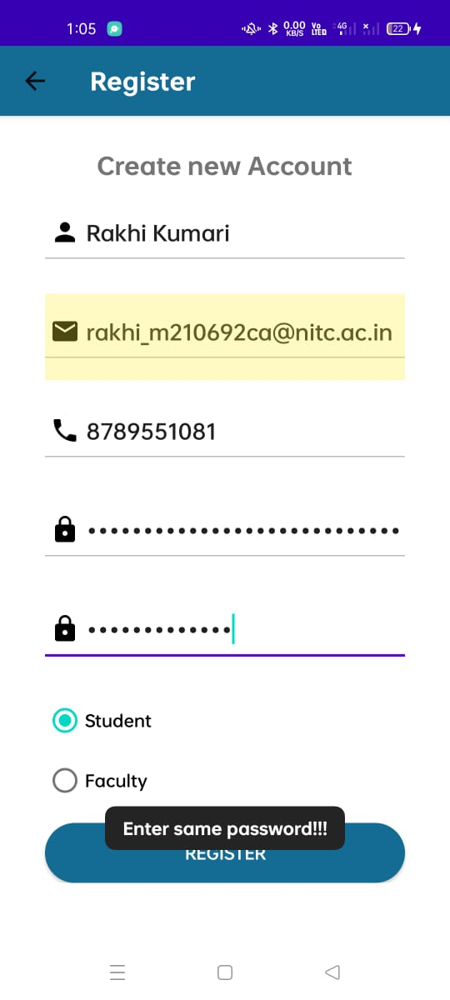 1:05 0.00 KB/S Vo LTED 4G 22
Register
Create new Account
Rakhi Kumari
rakhi_m210692ca@nitc.ac.in
8789551081
Student
Faculty
Enter same password!!!
REGISTER